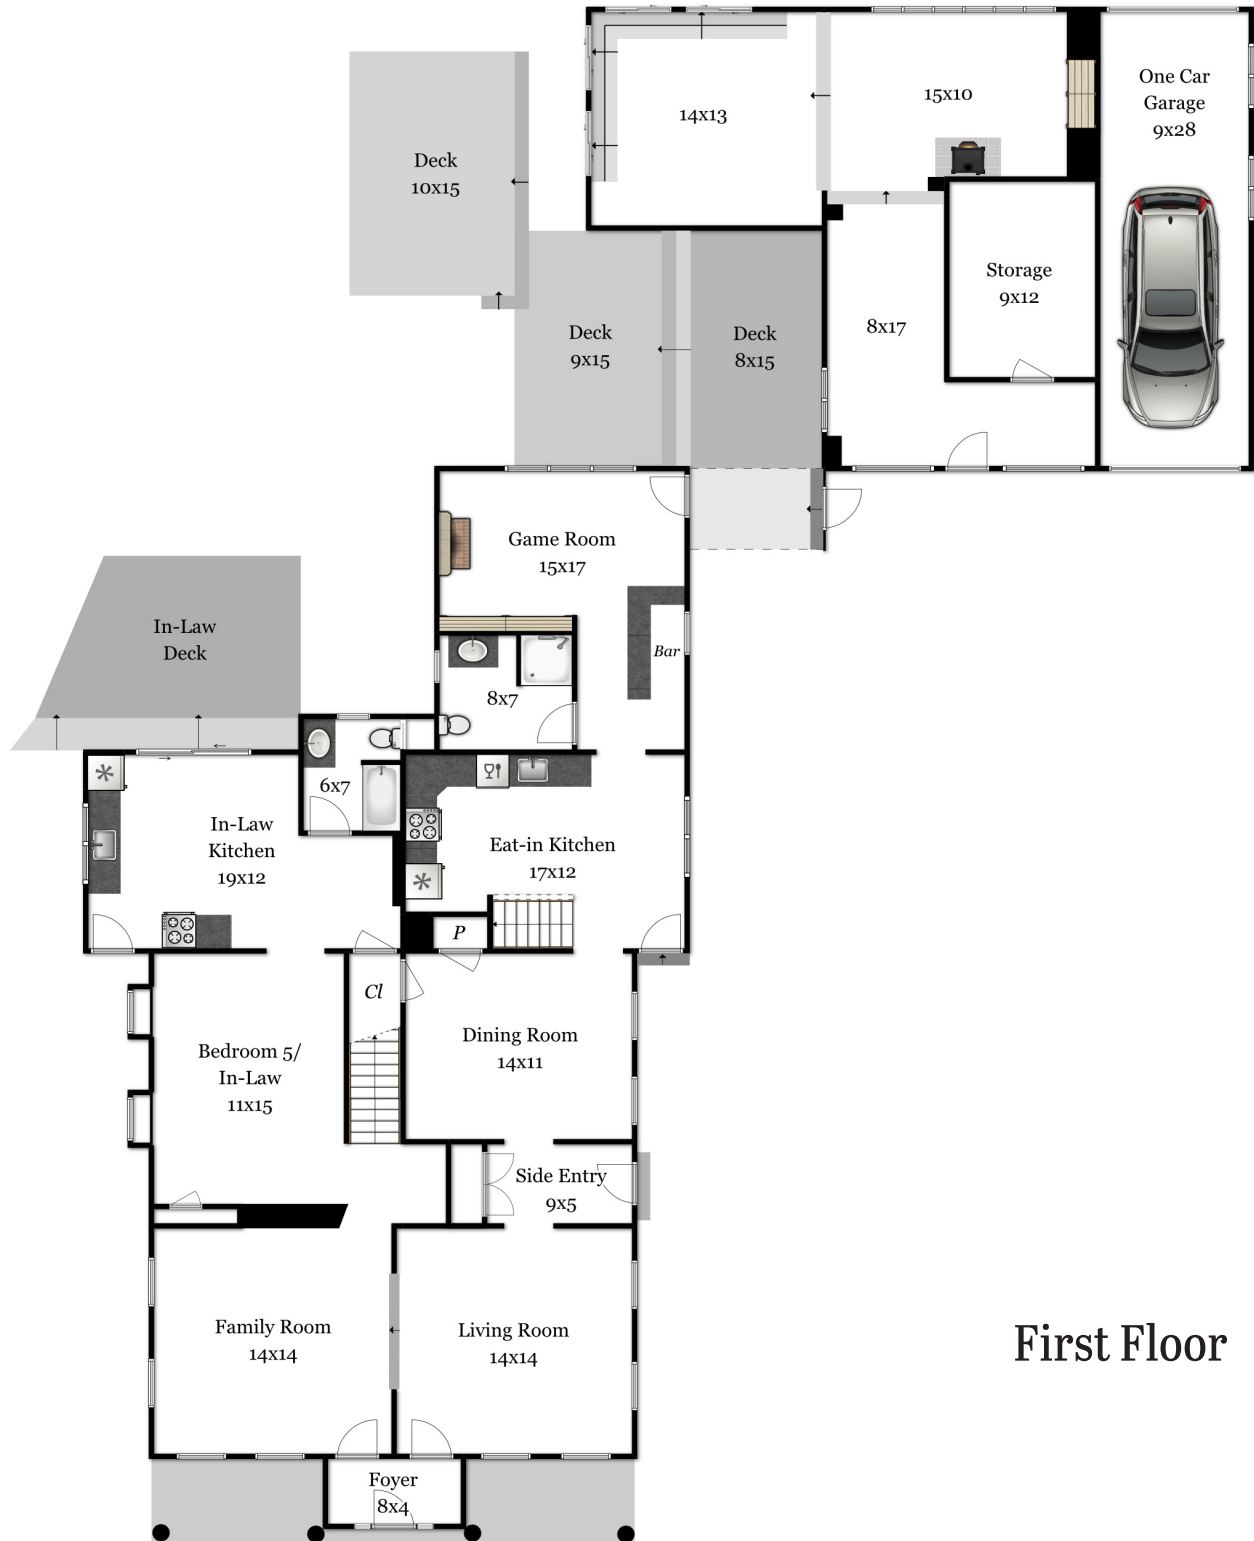 14x13
15x10
One Car
Garage
9x28
Deck
10x15
Storage
9x12
Deck
9x15
Deck
8x15
8x17
Game Room
15x17
In-Law
Deck
Bar
8x7
6x7
In-Law
Kitchen
19x12
Eat-in Kitchen
17x12
P
Cl
Bedroom 5/
In-Law
11x15
Dining Room
14x11
Side Entry
9x5
Family Room
14x14
Living Room
14x14
First Floor
Foyer
8x4